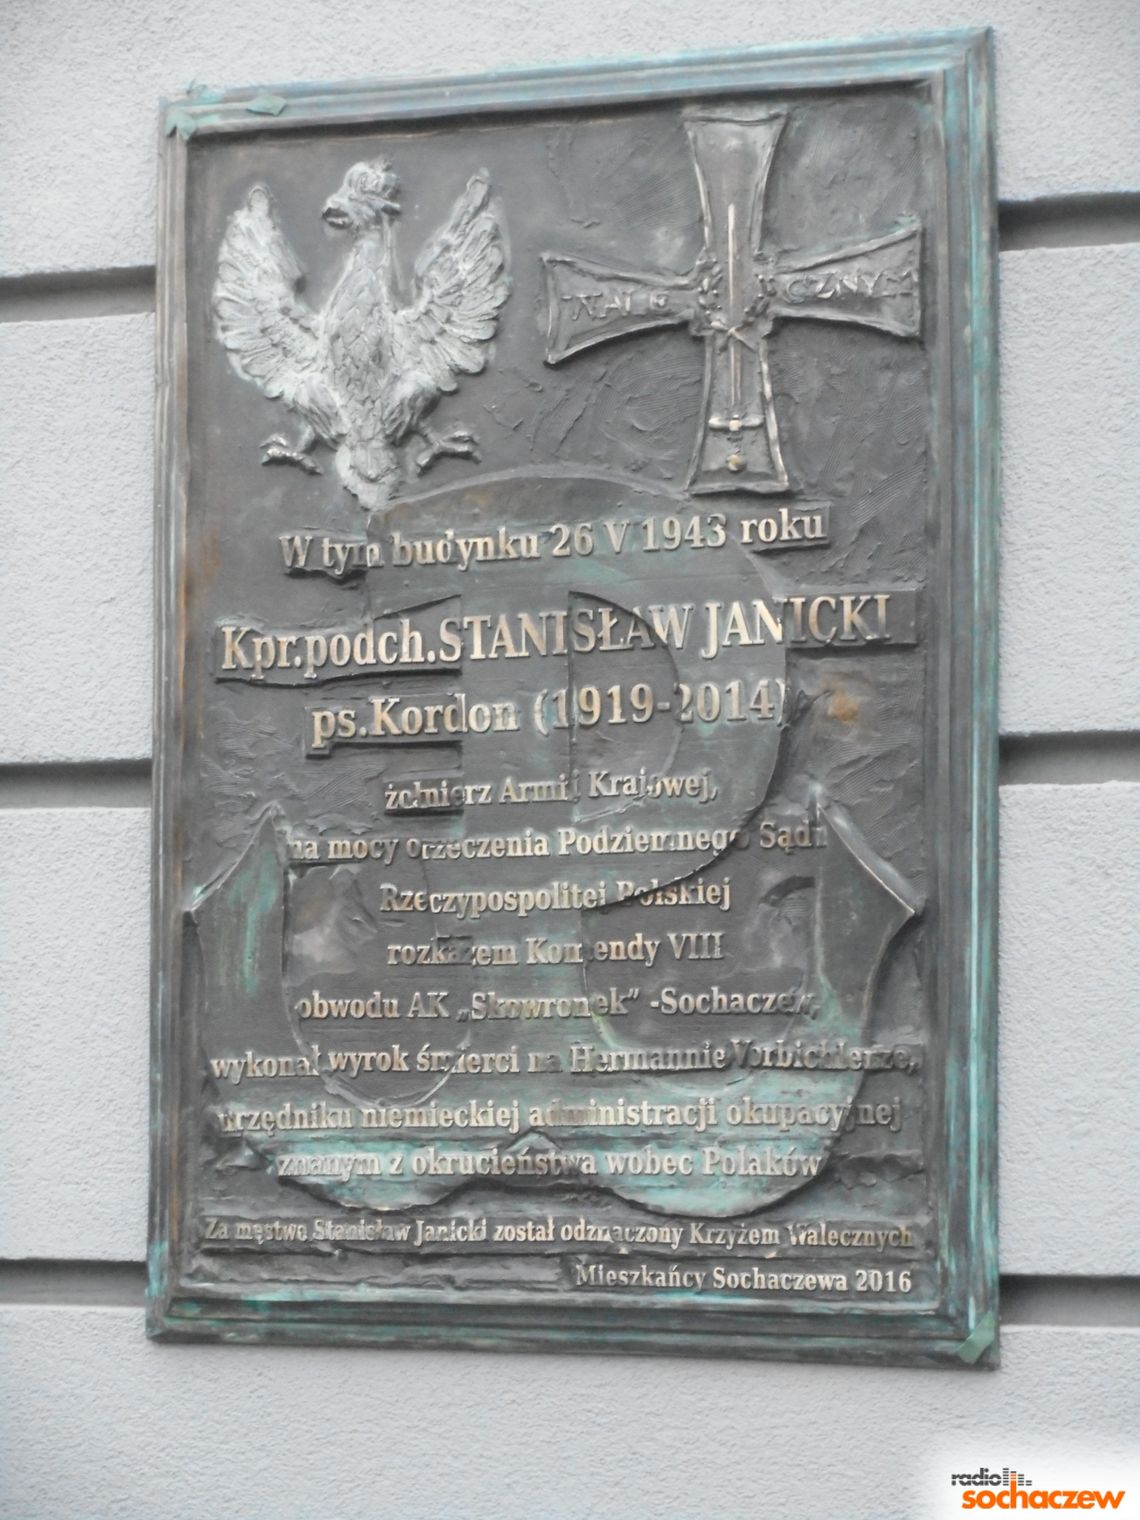 WALE CZNYM
W tym budynku 26 V 1943 roku
Kpr.podch.STANISŁAW JANICKI
ps.Kordon (1919-2014)
żołnierz Armii Krajowej,
na mocy orzeczenia Podziemnego Sądu
Rzeczypospolitej Polskiej
rozkazem Komendy VIII
obwodu AK „Skowronek” -Sochaczew,
wykonał wyrok śmierci na Hermannie Vorbichlerze,
urzędniku niemieckiej administracji okupacyjnej
znanym z okrucieństwa wobec Polaków
Za męstwo Stanisław Janicki został odznaczony Krzyżem Walecznych
Mieszkańcy Sochaczewa 2016
radio
sochaczew